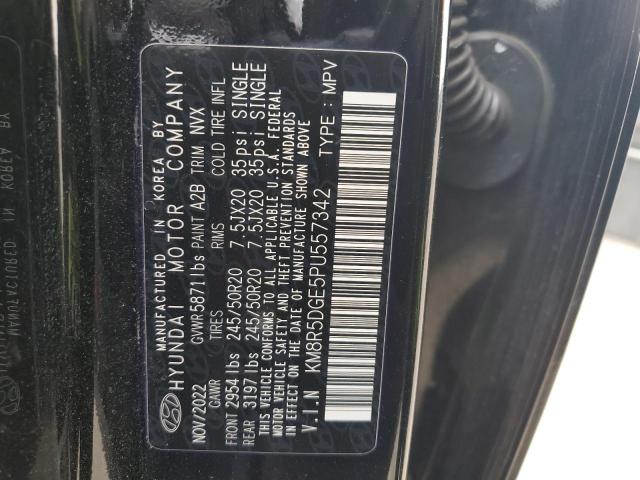 MANUFACTURED IN KOREA BY
HYUNDAI MOTOR COMPANY
NOV/2022 GVWR 5871 lbs PAINT A2B TRIM NVX
GAWR TIRES RIMS COLD TIRE INFL
FRONT 2954 lbs 245/50R20 7.5JX20 35psi SINGLE
REAR 3197 lbs 245/50R20 7.5JX20 35psi SINGLE
THIS VEHICLE CONFORMS TO ALL APPLICABLE U.S.A. FEDERAL
MOTOR VEHICLE SAFETY AND THEFT PREVENTION STANDARDS
IN EFFECT ON THE DATE OF MANUFACTURE SHOWN ABOVE
V.I.N KM8R5DGE5PU557342 TYPE : MPV